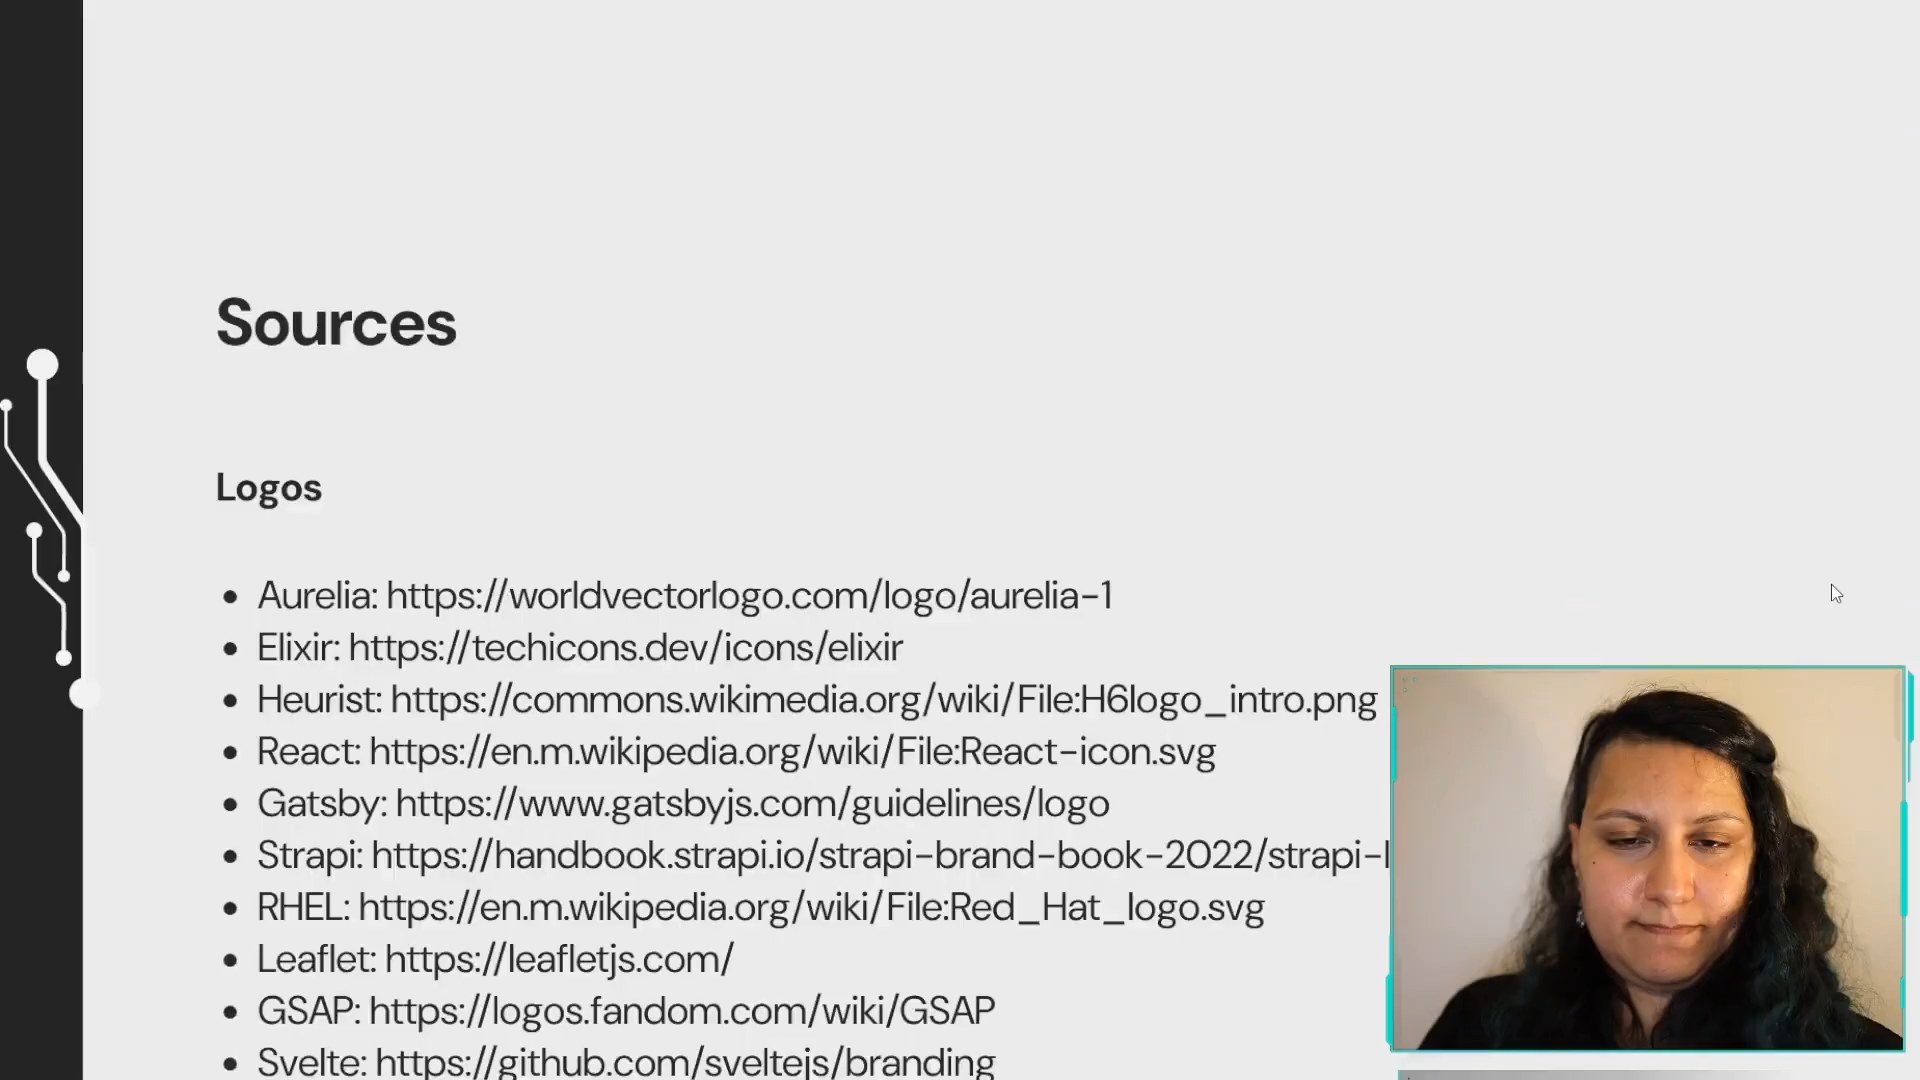 Sources
Logos
• Aurelia: https://worldvectorlogo.com/logo/aurelia-1
• Elixir: https://techicons.dev/icons/elixir
• Heurist: https://commons.wikimedia.org/wiki/File:H6logo_intro.png
• React: https://en.m.wikipedia.org/wiki/File:React-icon.svg
• Gatsby: https://www.gatsbyjs.com/guidelines/logo
• Strapi: https://handbook.strapi.io/strapi-brand-book-2022/strapi-l
• RHEL: https://en.m.wikipedia.org/wiki/File:Red_Hat_logo.svg
• Leaflet: https://leafletjs.com/
• GSAP: https://logos.fandom.com/wiki/GSAP
• Svelte: https://github.com/sveltejs/branding